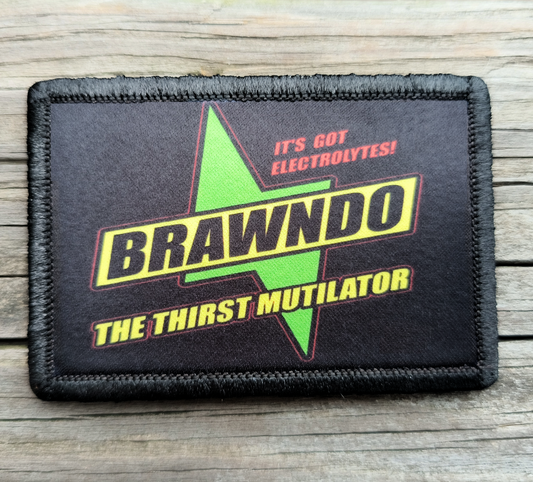 IT'S GOT
ELECTROLYTES!
BRAWNDO
THE THIRST MUTILATOR